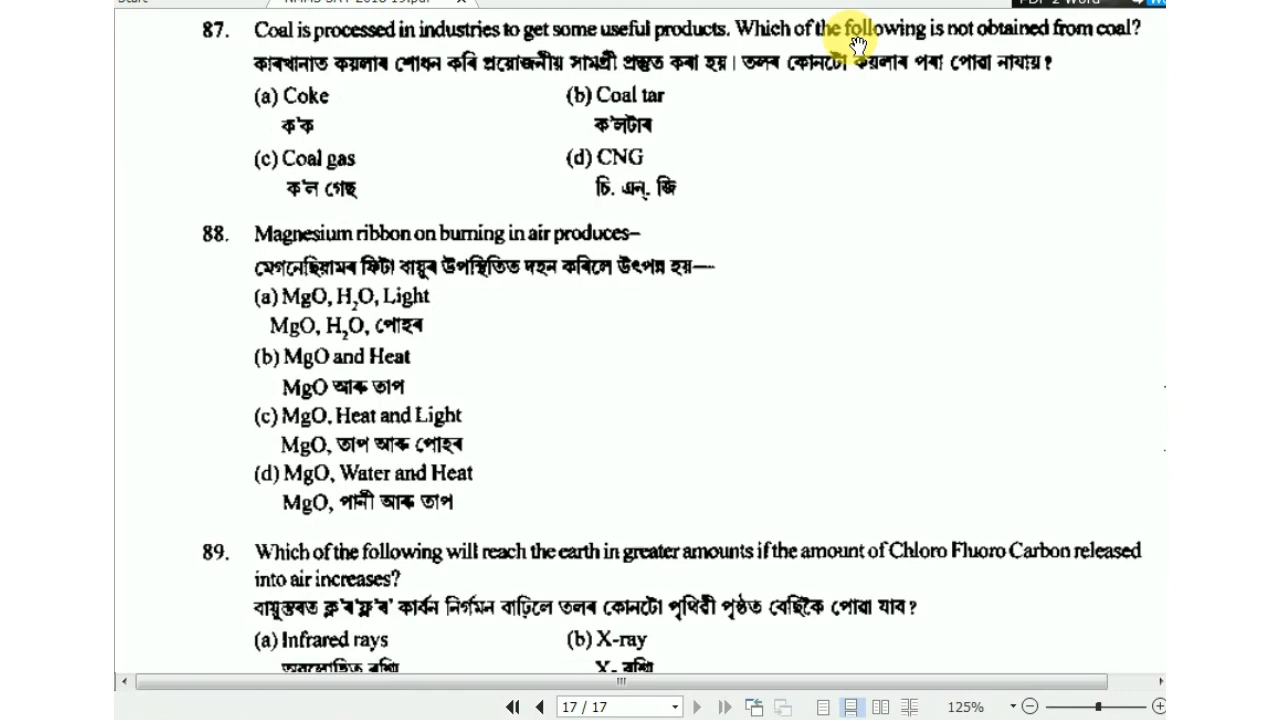 87. Coal is processed in industries to get some useful products. Which of the following is not obtained from coal?
কাৰখানাত কয়লাৰ শোধন কৰি প্ৰয়োজনীয় সামগ্ৰী প্ৰস্তুত কৰা হয়। তলৰ কোনটো কয়লাৰ পৰা পোৱা নাযায়?
(a) Coke (b) Coal tar
ক'ক ক'লটাৰ
(c) Coal gas (d) CNG
ক'ল গেছ চি. এন্. জি
88. Magnesium ribbon on burning in air produces–
মেগনেছিয়ামৰ ফিটা বায়ুৰ উপস্থিতিত দহন কৰিলে উৎপন্ন হয়—
(a) MgO, H₂O, Light
MgO, H₂O, পোহৰ
(b) MgO and Heat
MgO আৰু তাপ
(c) MgO, Heat and Light
MgO, তাপ আৰু পোহৰ
(d) MgO, Water and Heat
MgO, পানী আৰু তাপ
89. Which of the following will reach the earth in greater amounts if the amount of Chloro Fluoro Carbon released
into air increases?
বায়ুস্তৰত ক্ল'ৰ'ফ্ল'ৰ' কাৰ্বন নিৰ্গমন বাঢ়িলে তলৰ কোনটো পৃথিৱী পৃষ্ঠত বেছিকৈ পোৱা যাব?
(a) Infrared rays (b) X-ray
অৱলোহিত ৰশ্মি X- ৰশ্মি
17 / 17 125%